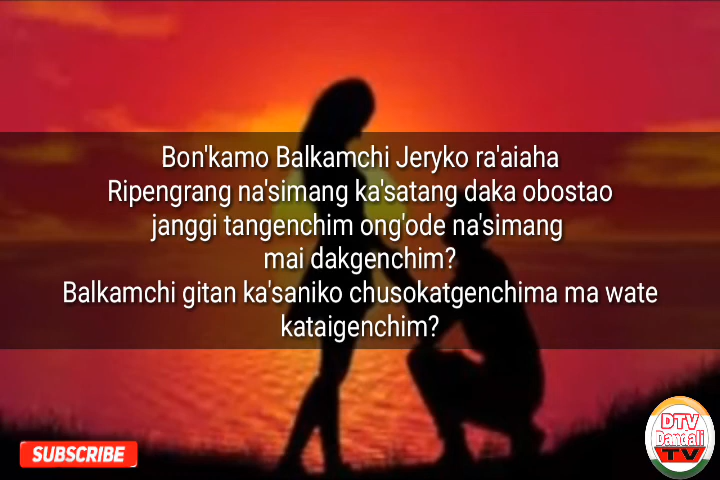 Bon'kamo Balkamchi Jeryko ra'aiaha
Ripengrang na'simang ka'satang daka obostao
janggi tangenchim ong'ode na'simang
mai dakgenchim?
Balkamchi gitan ka'saniko chusokatgenchima ma wate
kataigenchim?
SUBSCRIBE
DTV
Dandali
TV